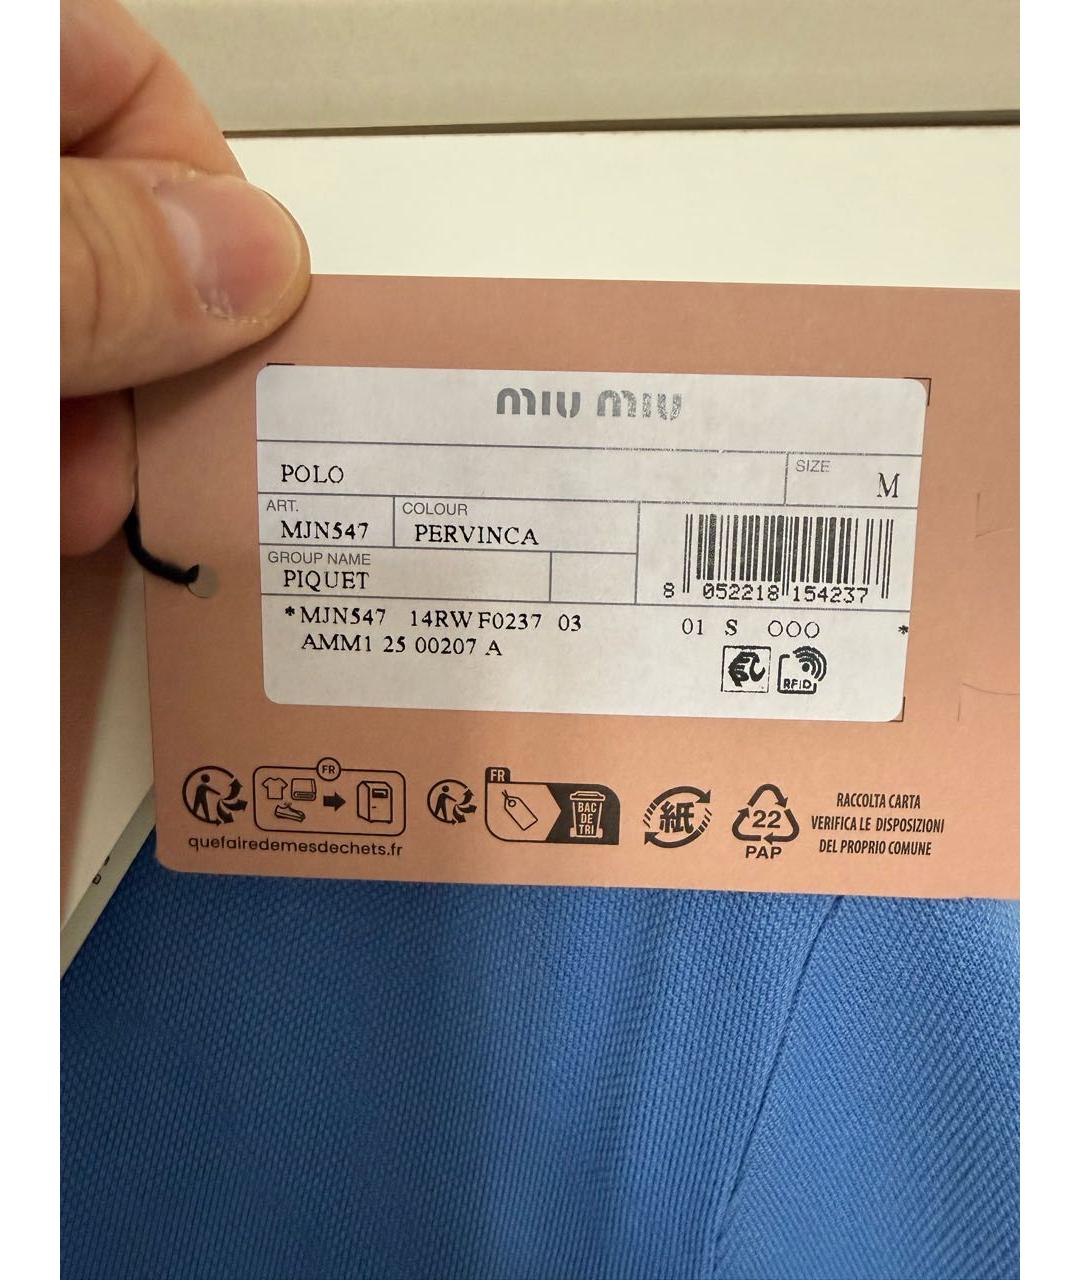 miu miu
POLO
SIZE
M
ART.
MJN547
COLOUR
PERVINCA
GROUP NAME
PIQUET
8 052218 154237
*MJN547 14RW F0237 03
01 S OOO *
AMM1 25 00207 A
RFID
FR
quefairedemesdechets.fr
FR
BAC
DE
TRI
紙
22
PAP
RACCOLTA CARTA
VERIFICA LE DISPOSIZIONI
DEL PROPRIO COMUNE